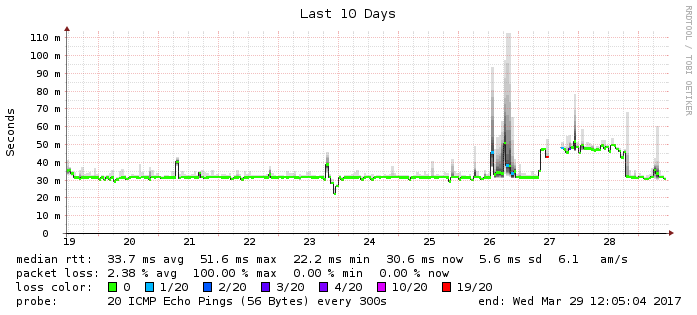 Last 10 Days
RRDTOOL / TOBI OETIKER
Seconds
110 m
100 m
90 m
80 m
70 m
60 m
50 m
40 m
30 m
20 m
10 m
0
19 20 21 22 23 24 25 26 27 28
median rtt: 33.7 ms avg 51.6 ms max 22.2 ms min 30.6 ms now 5.6 ms sd 6.1 am/s
packet loss: 2.38 % avg 100.00 % max 0.00 % min 0.00 % now
loss color: 0 1/20 2/20 3/20 4/20 10/20 19/20
probe: 20 ICMP Echo Pings (56 Bytes) every 300s end: Wed Mar 29 12:05:04 2017